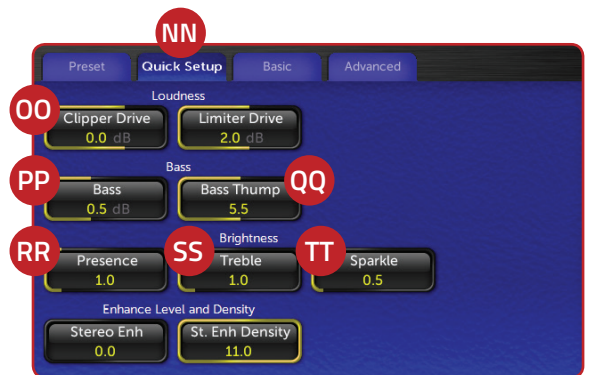 NN
Preset Quick Setup Basic Advanced
Loudness
OO Clipper Drive Limiter Drive
0.0 dB 2.0 dB
Bass
PP Bass Bass Thump QQ
0.5 dB 5.5
Brightness
RR Presence SS Treble TT Sparkle
1.0 1.0 0.5
Enhance Level and Density
Stereo Enh St. Enh Density
0.0 11.0